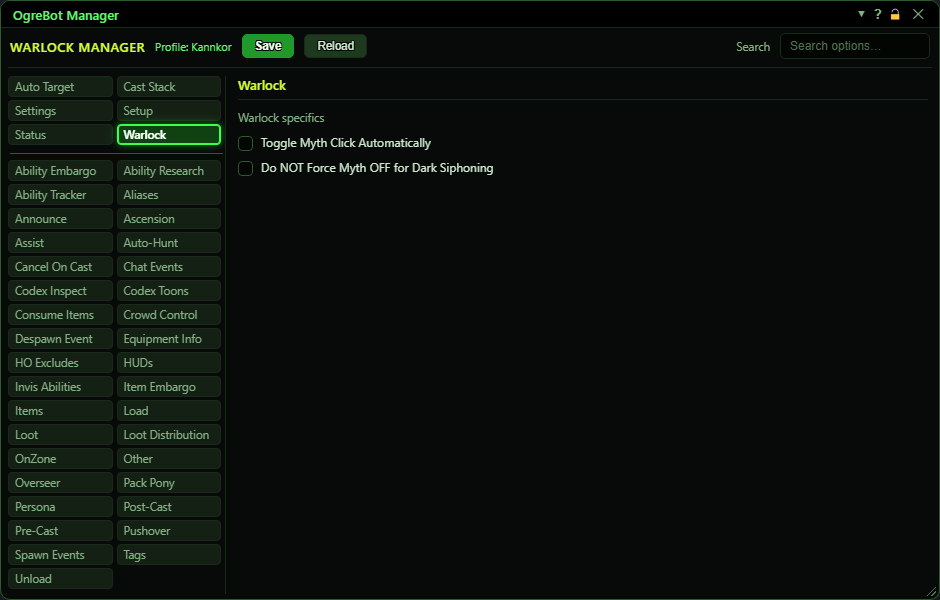 OgreBot Manager
▼ ?
WARLOCK MANAGER Profile: Kannkor Save Reload Search Search options...
Auto Target Cast Stack
Settings Setup
Status Warlock
Ability Embargo Ability Research
Ability Tracker Aliases
Announce Ascension
Assist Auto-Hunt
Cancel On Cast Chat Events
Codex Inspect Codex Toons
Consume Items Crowd Control
Despawn Event Equipment Info
HO Excludes HUDs
Invis Abilities Item Embargo
Items Load
Loot Loot Distribution
OnZone Other
Overseer Pack Pony
Persona Post-Cast
Pre-Cast Pushover
Spawn Events Tags
Unload
Warlock
Warlock specifics
Toggle Myth Click Automatically
Do NOT Force Myth OFF for Dark Siphoning